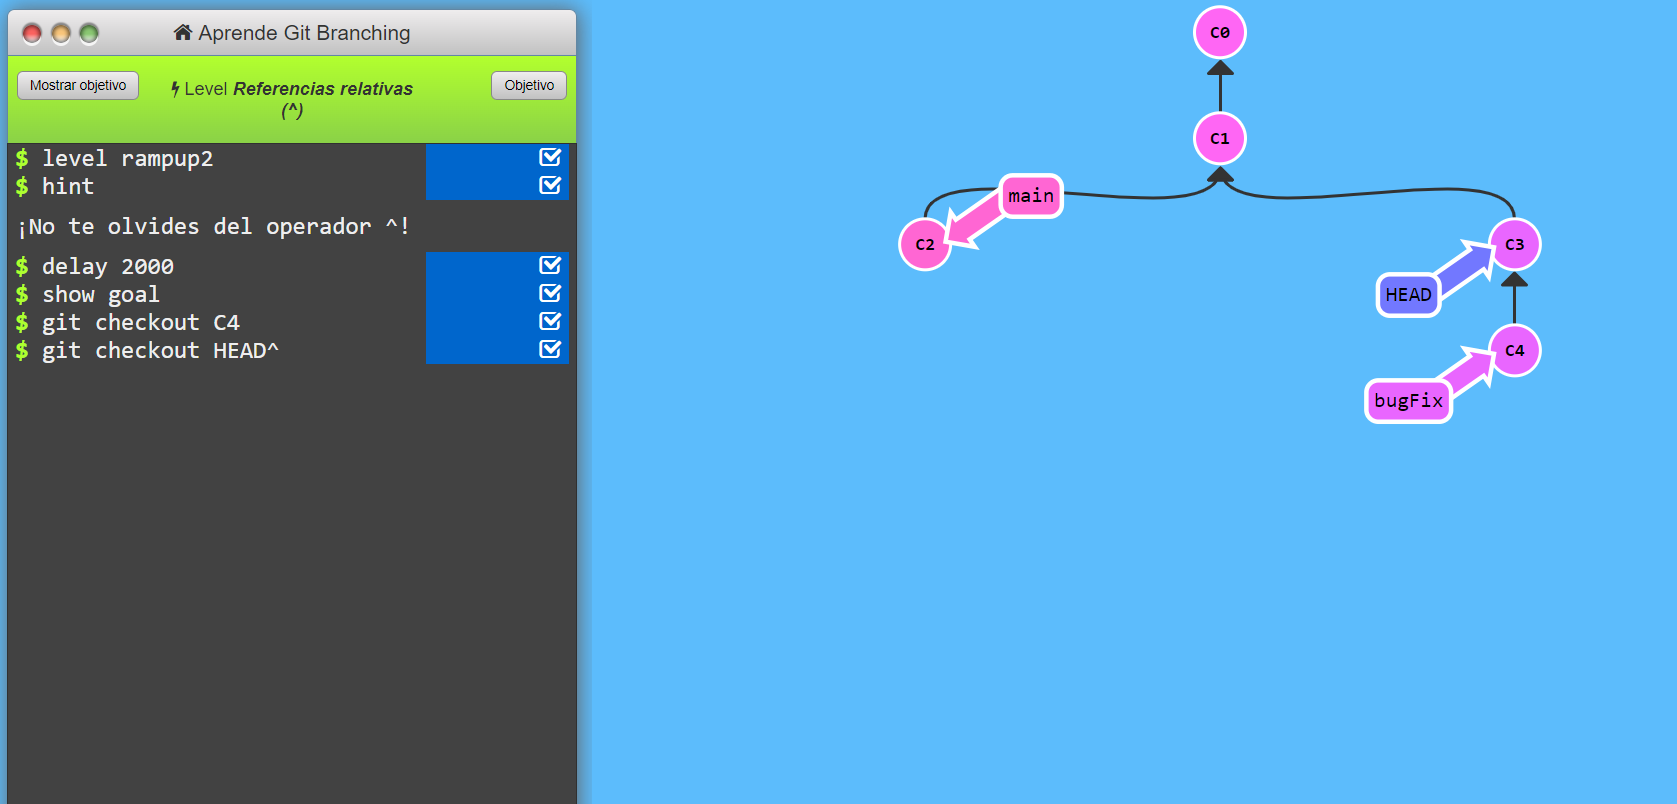 Aprende Git Branching
Mostrar objetivo
Level Referencias relativas
(^)
Objetivo
$ level rampup2
$ hint
¡No te olvides del operador ^!
$ delay 2000
$ show goal
$ git checkout C4
$ git checkout HEAD^
C0
C1
main
C2
C3
HEAD
C4
bugFix